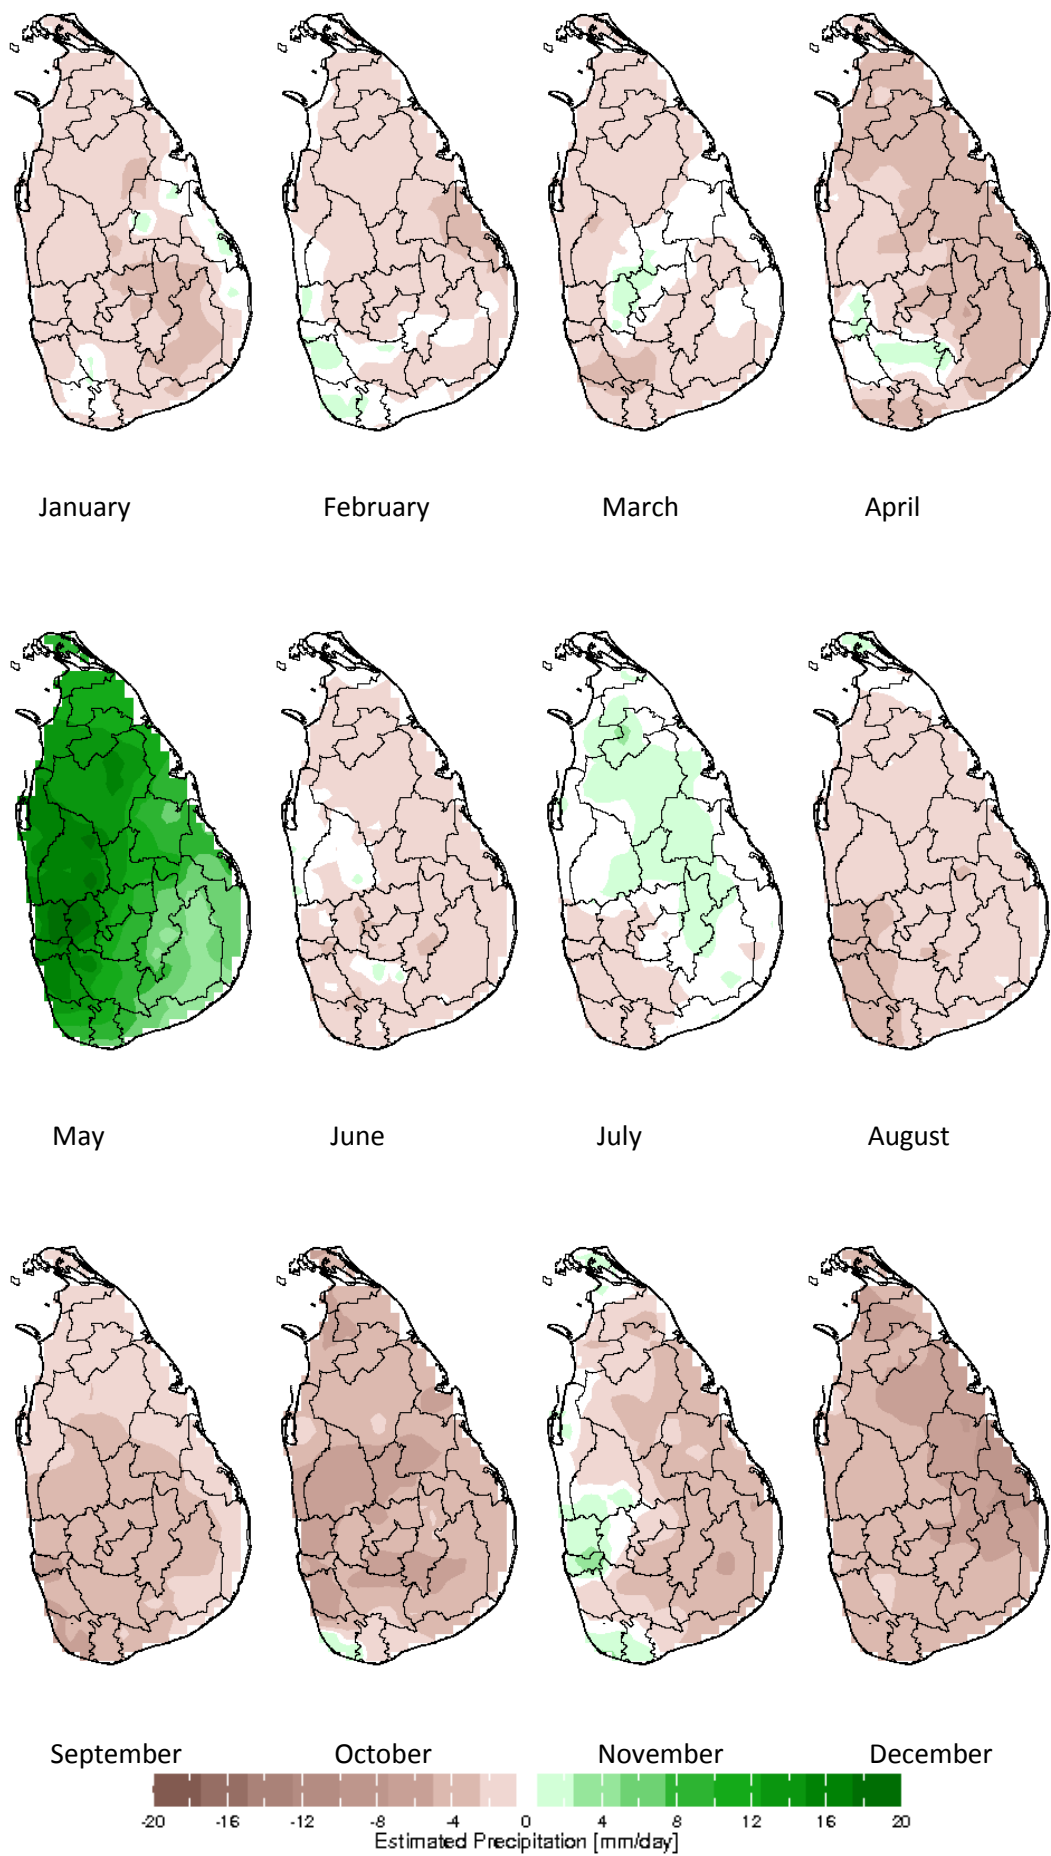 January February March April
May June July August
September October November December
-20 -16 -12 -8 -4 0 4 8 12 16 20
Estimated Precipitation [mm/day]